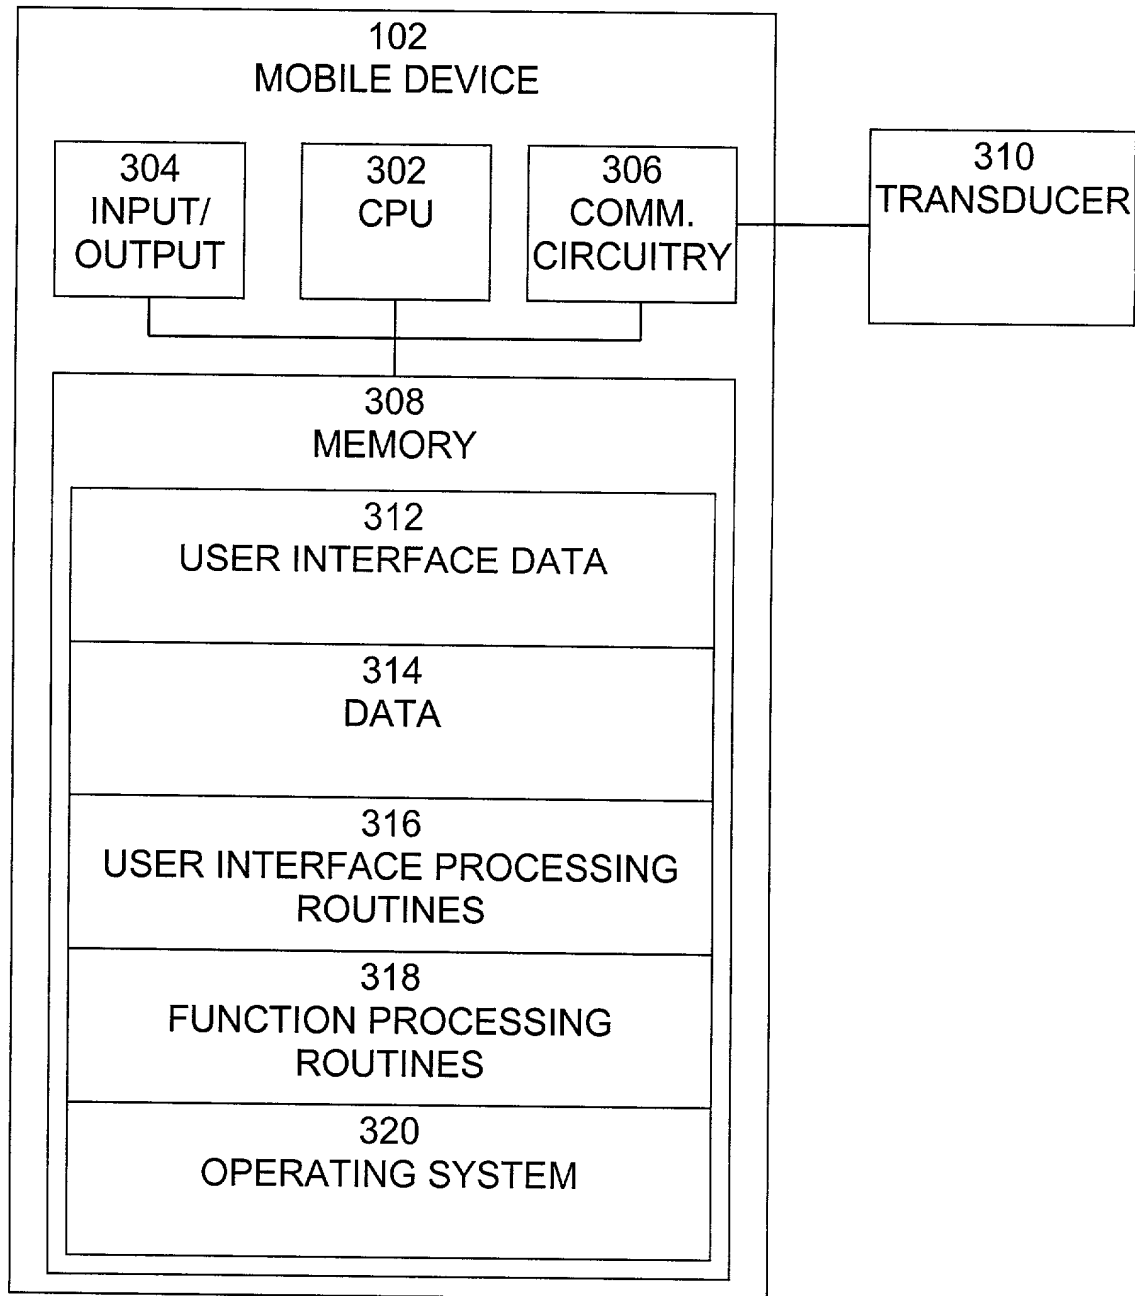 102
MOBILE DEVICE
304
INPUT/
OUTPUT
302
CPU
306
COMM.
CIRCUITRY
310
TRANSDUCER
308
MEMORY
312
USER INTERFACE DATA
314
DATA
316
USER INTERFACE PROCESSING
ROUTINES
318
FUNCTION PROCESSING
ROUTINES
320
OPERATING SYSTEM